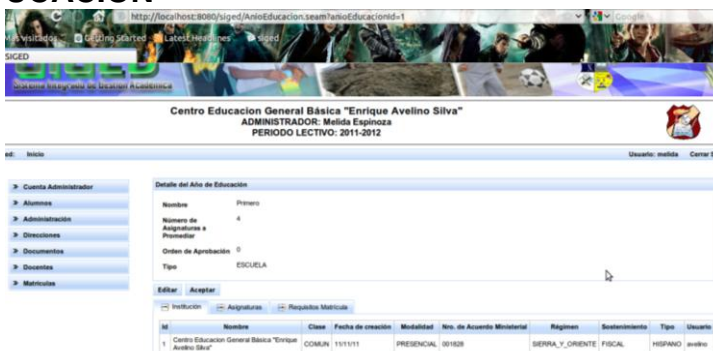 UCACIÓN
http://localhost:8080/siged/AnioEducacion.seam?anioEducacionId=1
Google
Más visitados Getting Started Latest Headlines siged
SIGED
SIGED
Sistema Integrado de Gestión Académica
Centro Educacion General Básica "Enrique Avelino Silva"
ADMINISTRADOR: Melida Espinoza
PERIODO LECTIVO: 2011-2012
ed: Inicio Usuario: melida Cerrar S
Cuenta Administrador
Alumnos
Administración
Direcciones
Documentos
Docentes
Matriculas
Detalle del Año de Educación
Nombre Primero
Número de Asignaturas a Promediar 4
Orden de Aprobación 0
Tipo ESCUELA
Editar Aceptar
Institución Asignaturas Requisitos Matricula
Id Nombre Clase Fecha de creación Modalidad Nro. de Acuerdo Ministerial Régimen Sostenimiento Tipo Usuario
1 Centro Educacion General Básica "Enrique Avelino Silva" COMUN 11/11/11 PRESENCIAL 001828 SIERRA_Y_ORIENTE FISCAL HISPANO avelino